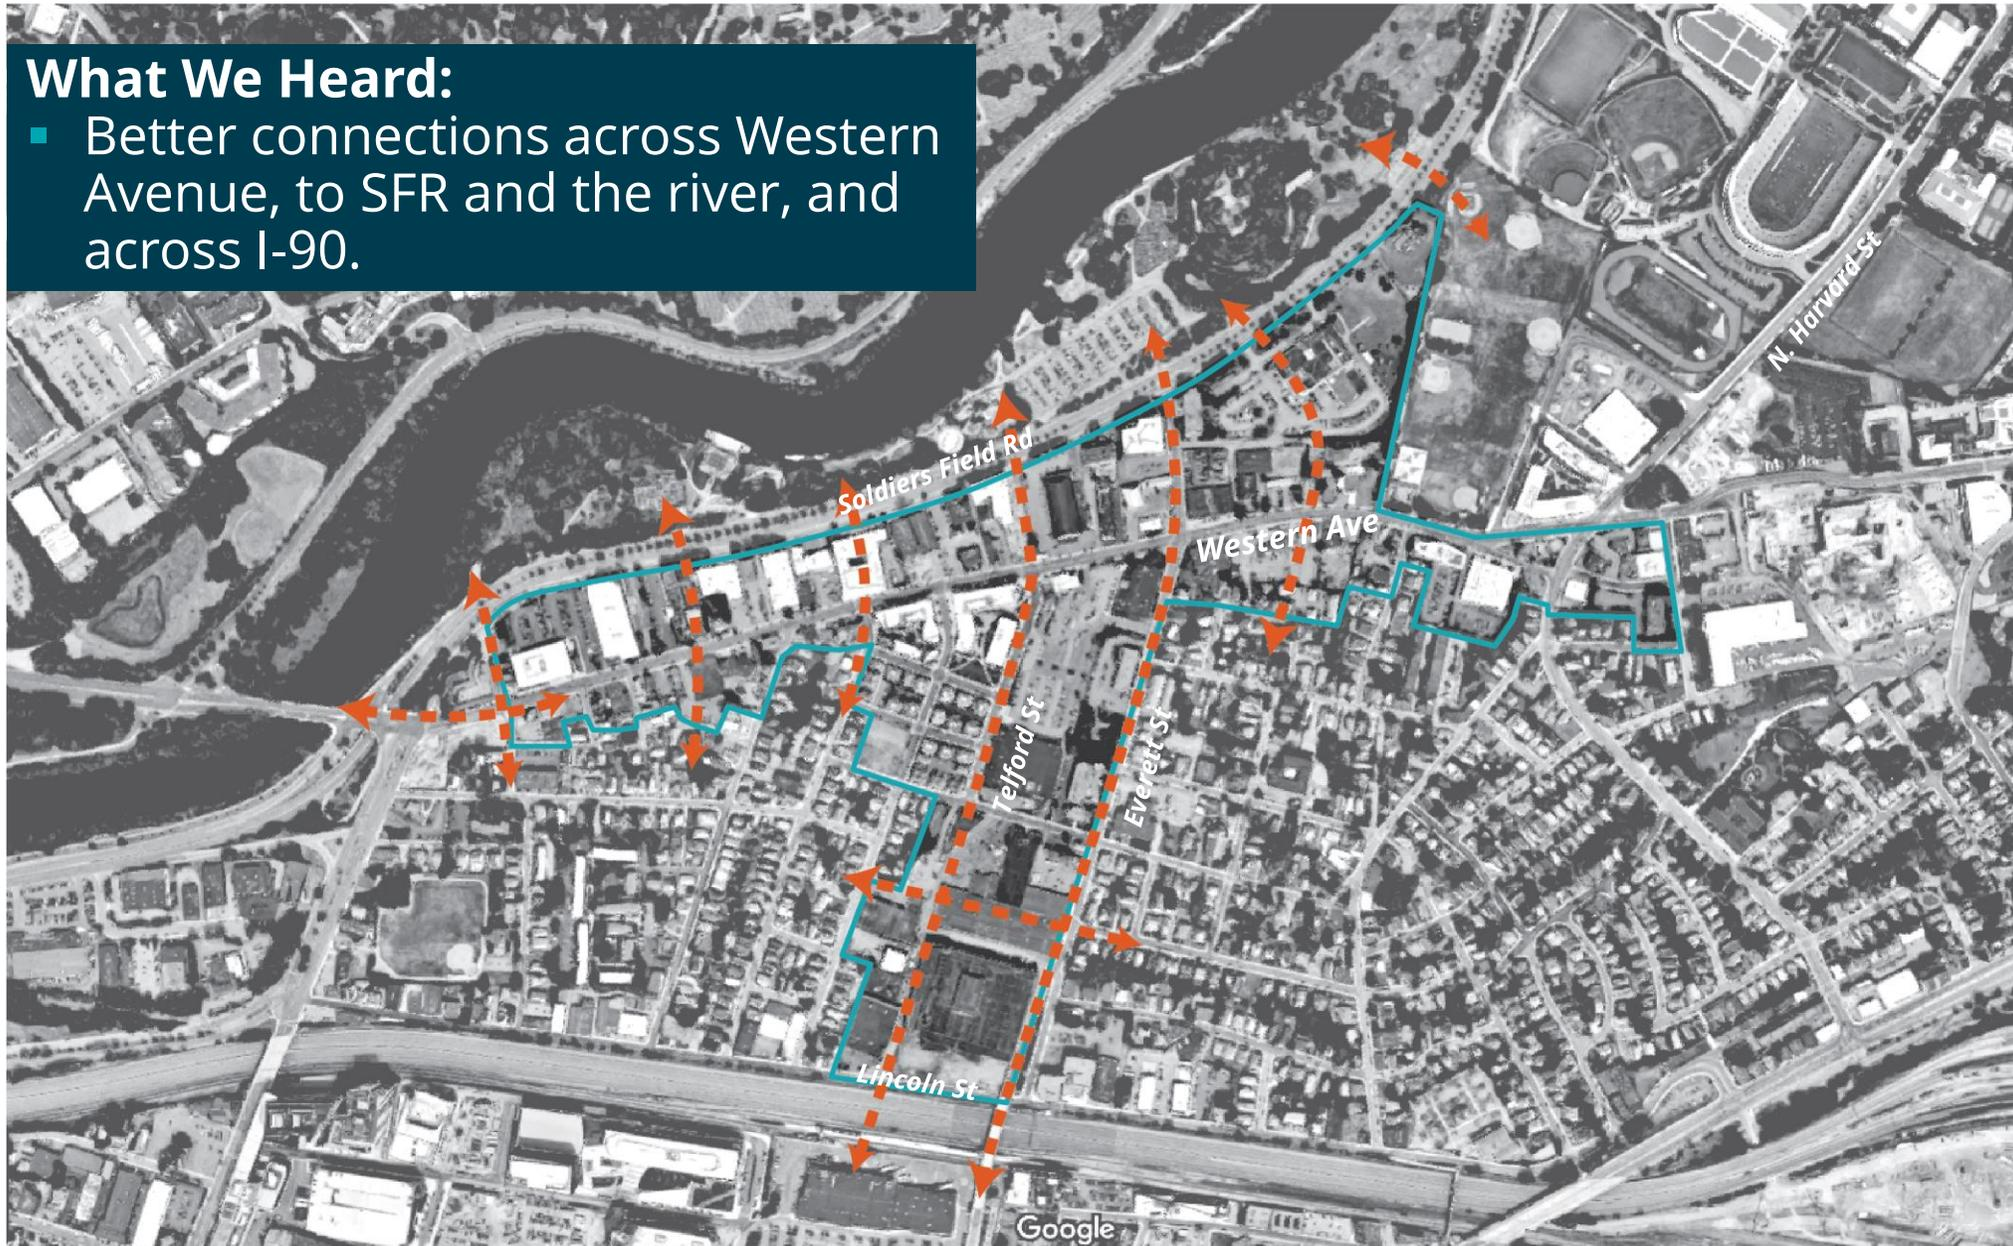 What We Heard:
▪ Better connections across Western
Avenue, to SFR and the river, and
across I-90.
N. Harvard St
Soldiers Field Rd
Western Ave
Telford St
Everett St
Lincoln St
Google